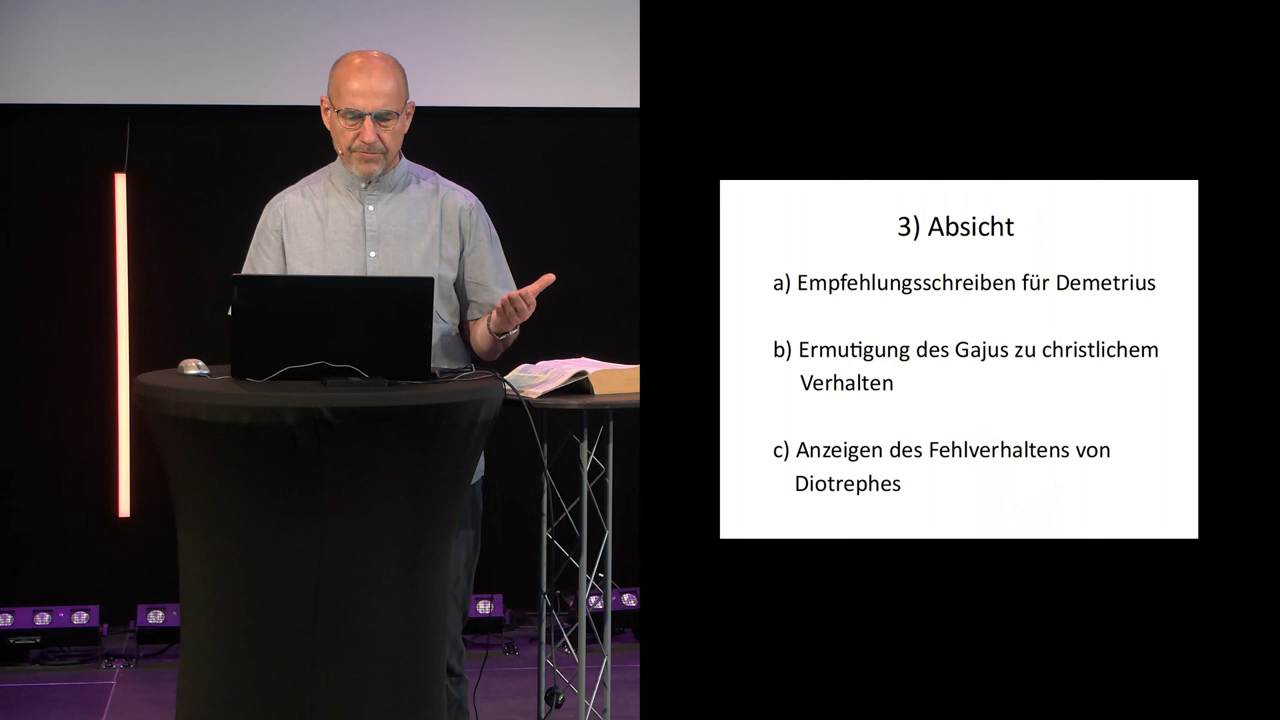 3) Absicht
a) Empfehlungsschreiben für Demetrius
b) Ermutigung des Gajus zu christlichem
Verhalten
c) Anzeigen des Fehlverhaltens von
Diotrephes